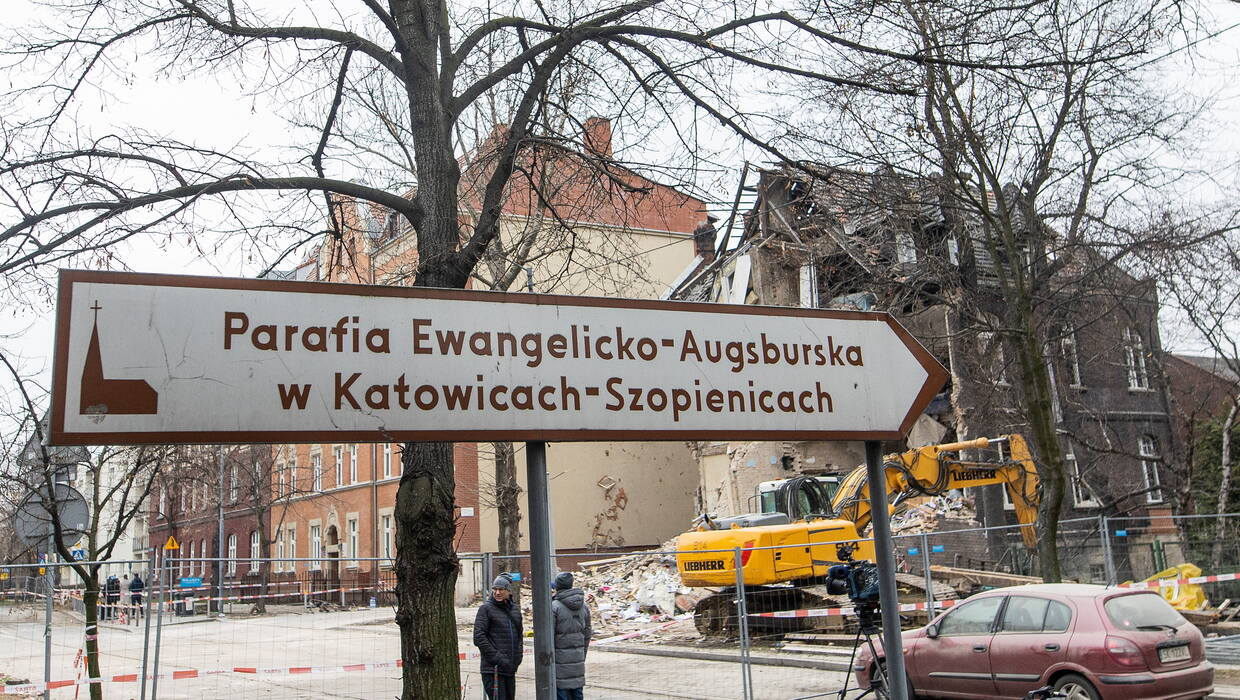 Parafia Ewangelicko-Augsburska
w Katowicach-Szopienicach
LIEBHERR
LIEBHERR